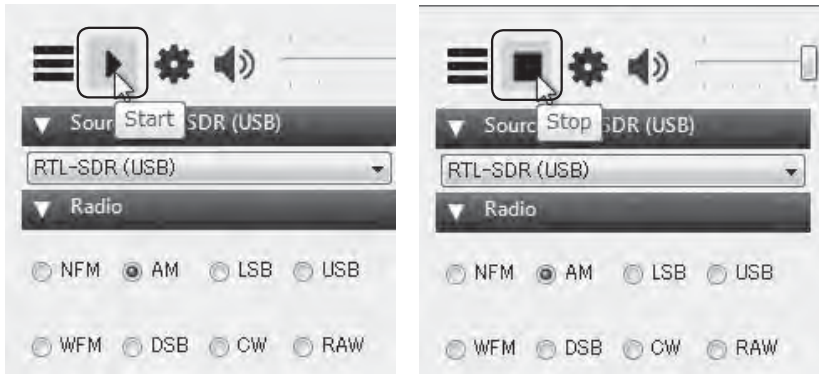 Sour Start SDR (USB)
RTL-SDR (USB)
Radio
NFM AM LSB USB
WFM DSB CW RAW
Sourc Stop SDR (USB)
RTL-SDR (USB)
Radio
NFM AM LSB USB
WFM DSB CW RAW